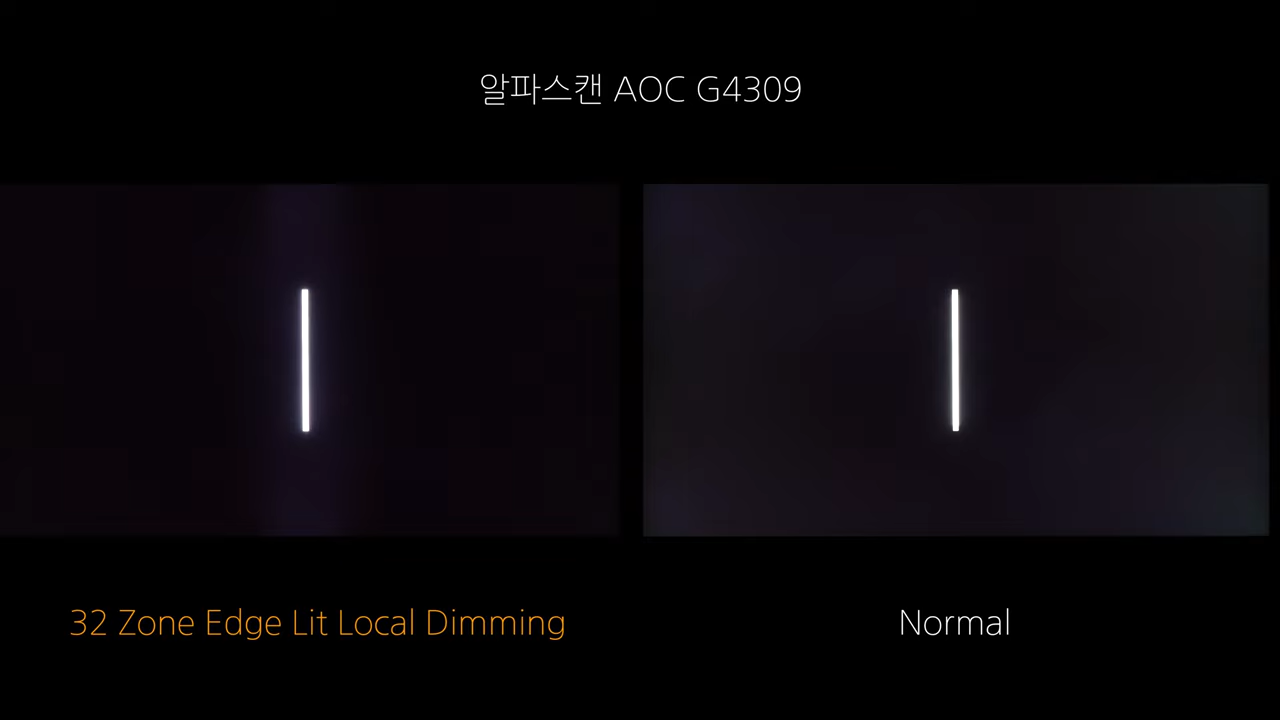 알파스캔 AOC G4309
32 Zone Edge Lit Local Dimming
Normal